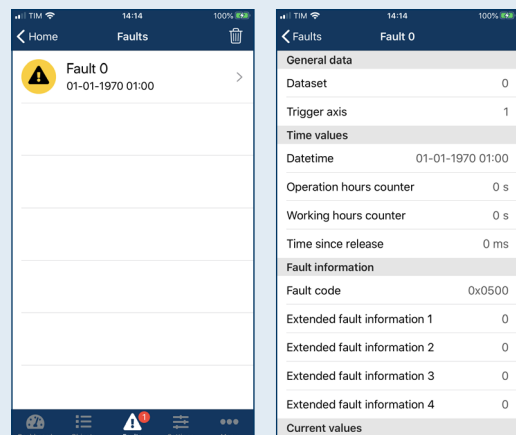 TIM 14:14 100%
Home Faults
Fault 0
01-01-1970 01:00
1
TIM 14:14 100%
Faults Fault 0
General data
Dataset 0
Trigger axis 1
Time values
Datetime 01-01-1970 01:00
Operation hours counter 0 s
Working hours counter 0 s
Time since release 0 ms
Fault information
Fault code 0x0500
Extended fault information 1 0
Extended fault information 2 0
Extended fault information 3 0
Extended fault information 4 0
Current values